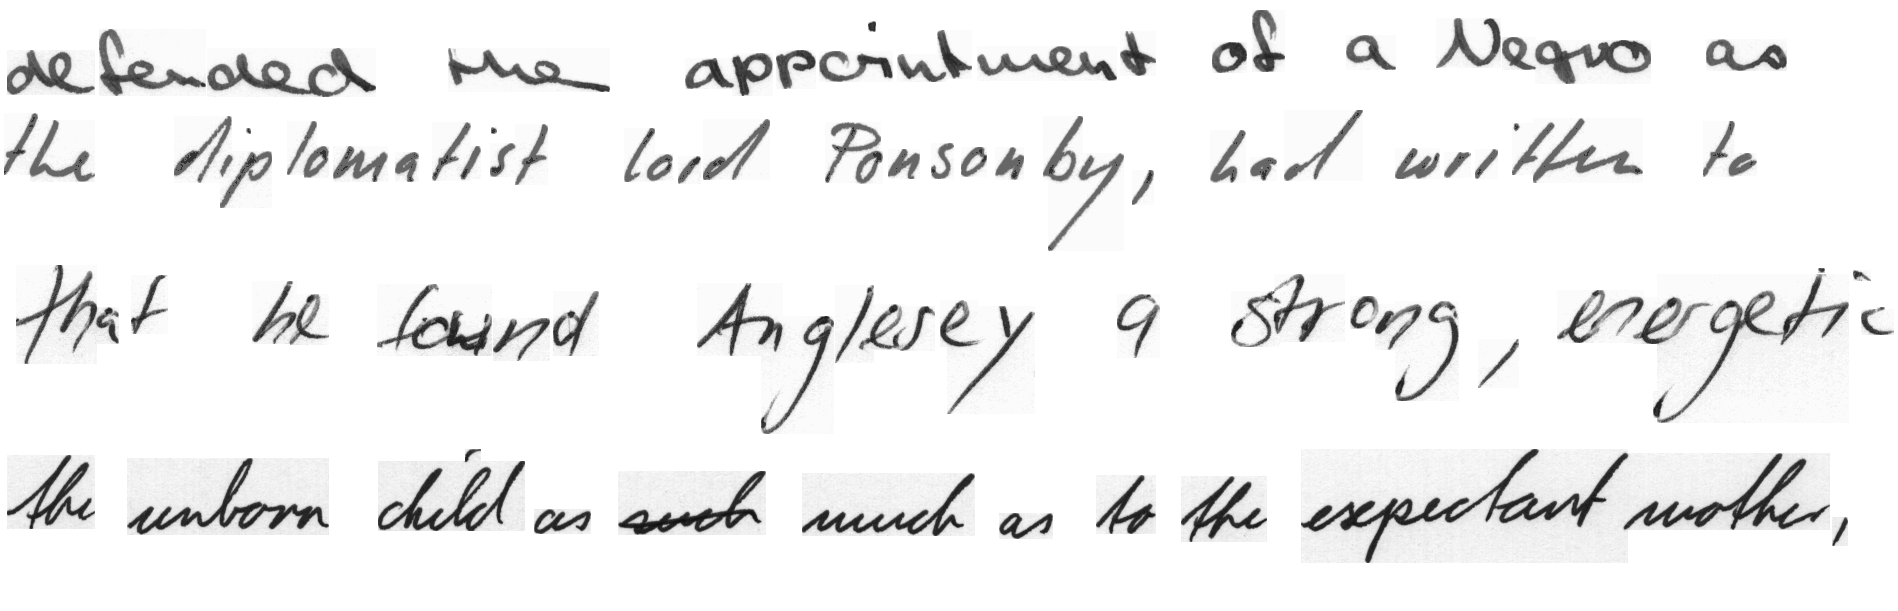 defended the appointment of a Negro as
the diplomatist lord Ponsonby, had written to
that he found Anglesey a strong, energetic
the unborn child as such much as to the expectant mother,